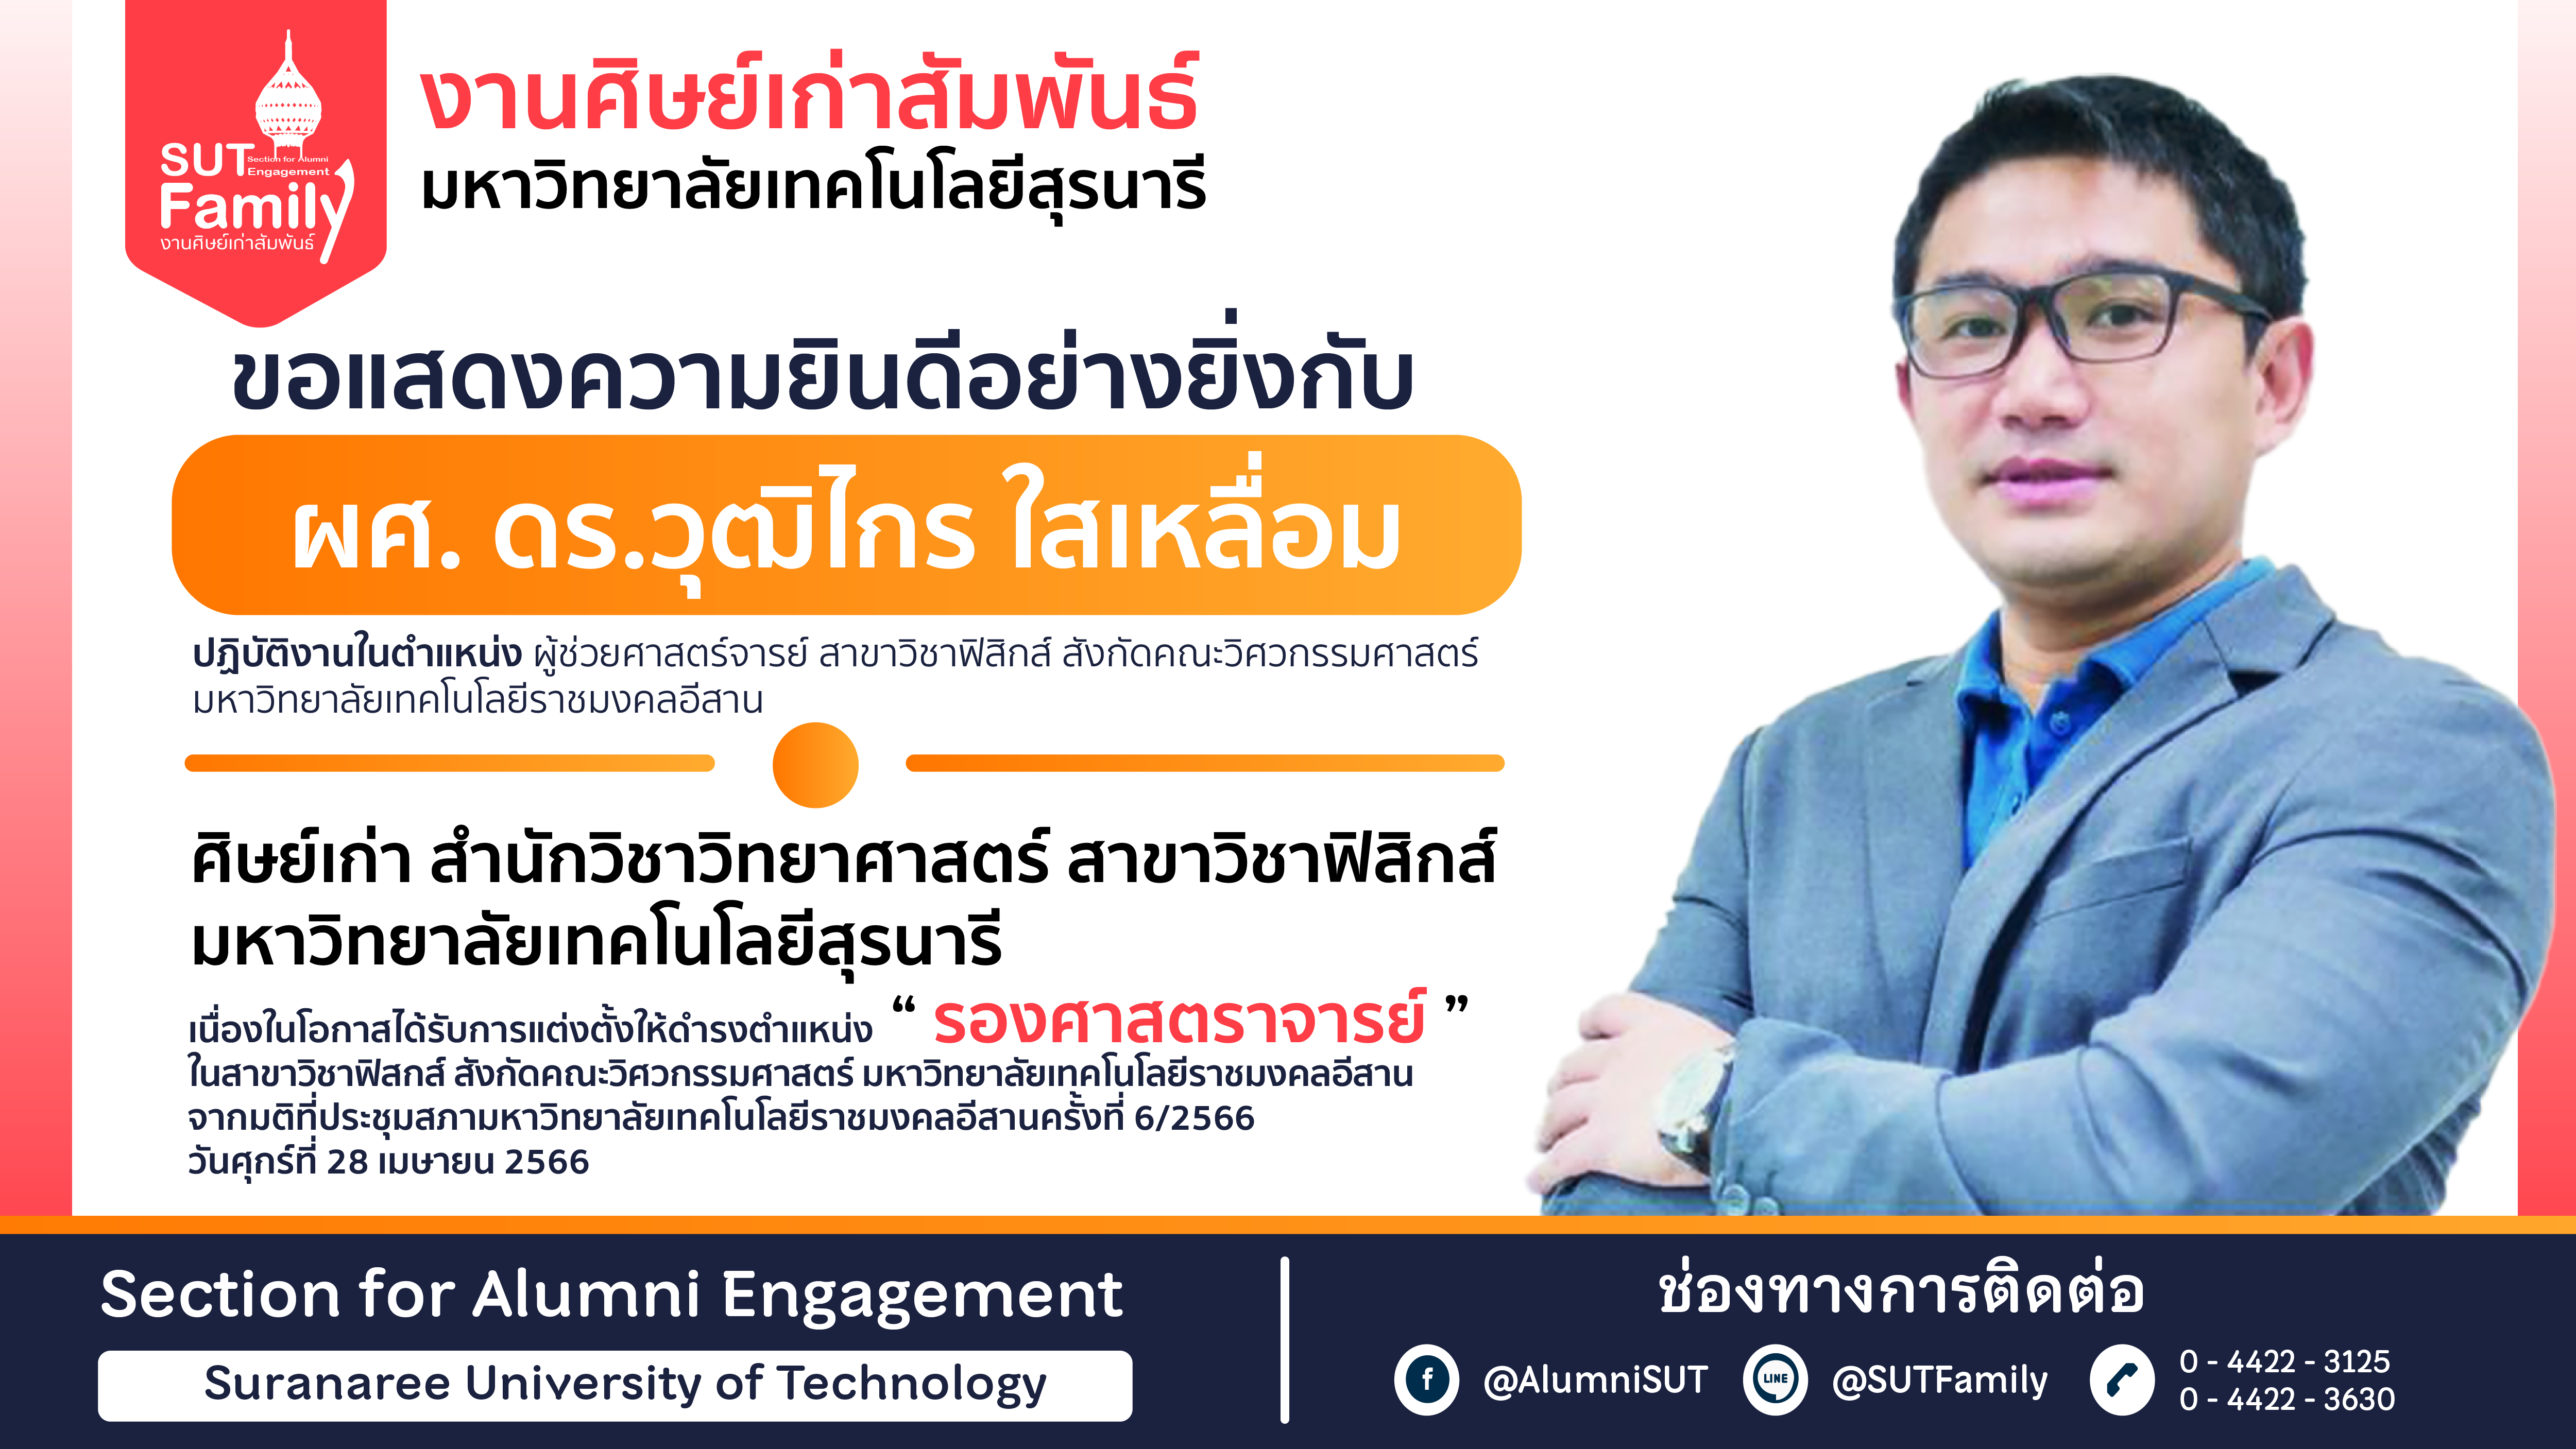 SUT
Section for Alumni
Engagement
Family
งานศิษย์เก่าสัมพันธ์
งานศิษย์เก่าสัมพันธ์
มหาวิทยาลัยเทคโนโลยีสุรนารี
ขอแสดงความยินดีอย่างยิ่งกับ
ผศ. ดร.วุฒิไกร ใสเหลื่อม
ปฏิบัติงานในตำแหน่ง ผู้ช่วยศาสตร์จารย์ สาขาวิชาฟิสิกส์ สังกัดคณะวิศวกรรมศาสตร์
มหาวิทยาลัยเทคโนโลยีราชมงคลอีสาน
ศิษย์เก่า สำนักวิชาวิทยาศาสตร์ สาขาวิชาฟิสิกส์
มหาวิทยาลัยเทคโนโลยีสุรนารี
เนื่องในโอกาสได้รับการแต่งตั้งให้ดำรงตำแหน่ง “ รองศาสตราจารย์ ”
ในสาขาวิชาฟิสกส์ สังกัดคณะวิศวกรรมศาสตร์ มหาวิทยาลัยเทคโนโลยีราชมงคลอีสาน
จากมติที่ประชุมสภามหาวิทยาลัยเทคโนโลยีราชมงคลอีสานครั้งที่ 6/2566
วันศุกร์ที่ 28 เมษายน 2566
Section for Alumni Engagement
Suranaree University of Technology
ช่องทางการติดต่อ
f @AlumniSUT LINE @SUTFamily
0 - 4422 - 3125
0 - 4422 - 3630